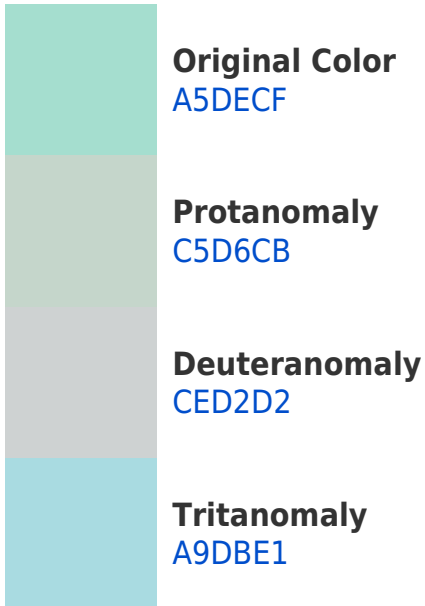 Original Color
A5DECF
Protanomaly
C5D6CB
Deuteranomaly
CED2D2
Tritanomaly
A9DBE1